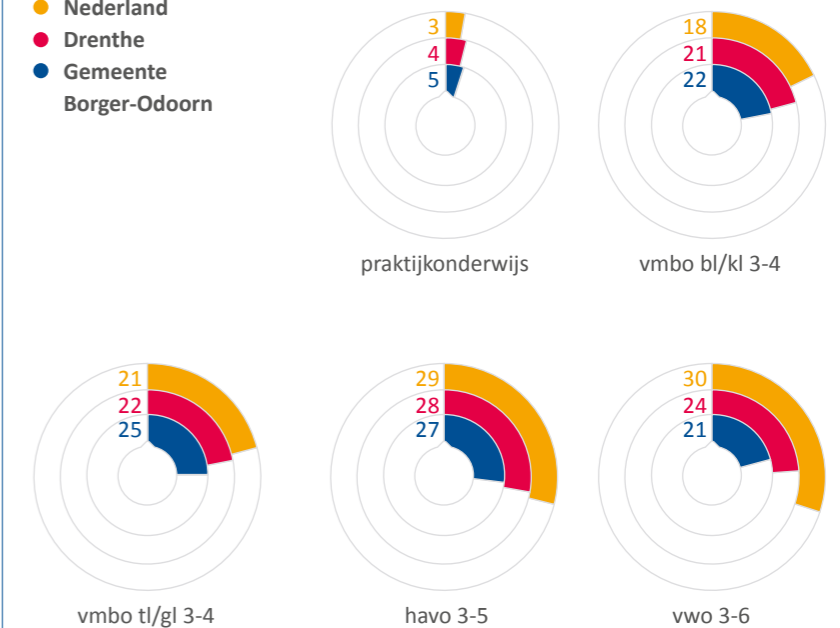 Nederland
Drenthe
Gemeente
Borger-Odoorn
3
4
5
praktijkonderwijs
18
21
22
vmbo bl/kl 3-4
21
22
25
vmbo tl/gl 3-4
29
28
27
havo 3-5
30
24
21
vwo 3-6